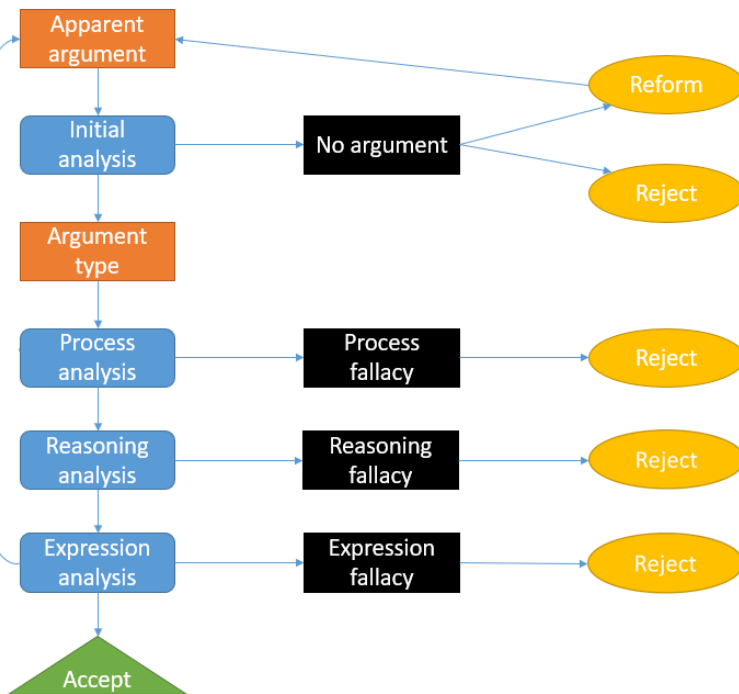 Apparent
argument
Reform
Initial
analysis
No argument
Reject
Argument
type
Process
analysis
Process
fallacy
Reject
Reasoning
analysis
Reasoning
fallacy
Reject
Expression
analysis
Expression
fallacy
Reject
Accept